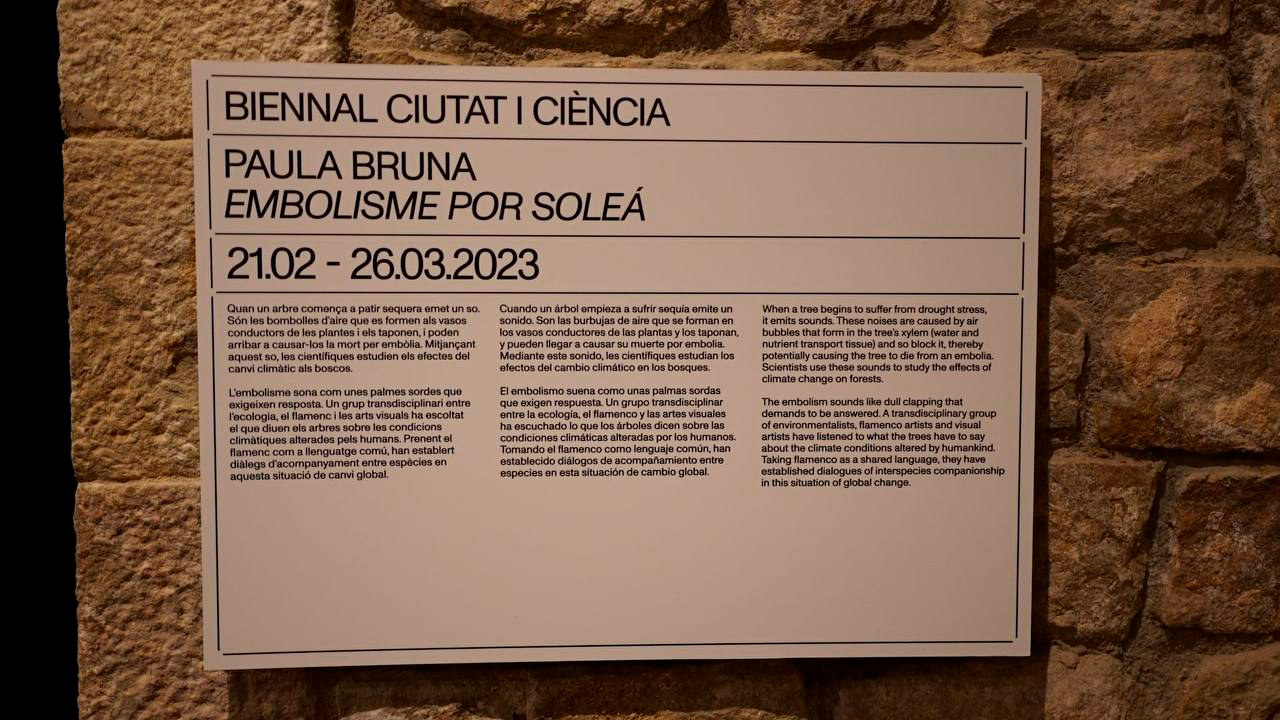 BIENNAL CIUTAT I CIÈNCIA
PAULA BRUNA
EMBOLISME POR SOLEÁ
21.02 - 26.03.2023
Quan un arbre comença a patir sequera emet un so.
Són les bombolles d'aire que es formen als vasos
conductors de les plantes i els taponen, i poden
arribar a causar-los la mort per embòlia. Mitjançant
aquest so, les científiques estudien els efectes del
canvi climàtic als boscos.
L'embolisme sona com unes palmes sordes que
exigeixen resposta. Un grup transdisciplinari entre
l'ecologia, el flamenc i les arts visuals ha escoltat
el que diuen els arbres sobre les condicions
climàtiques alterades pels humans. Prenent el
flamenc com a llenguatge comú, han establert
diàlegs d'acompanyament entre espècies en
aquesta situació de canvi global.
Cuando un árbol empieza a sufrir sequía emite un
sonido. Son las burbujas de aire que se forman en
los vasos conductores de las plantas y los taponan,
y pueden llegar a causar su muerte por embolia.
Mediante este sonido, les científiques estudian los
efectos del cambio climático en los bosques.
El embolismo suena como unas palmas sordas
que exigen respuesta. Un grupo transdisciplinar
entre la ecología, el flamenco y las artes visuales
ha escuchado lo que los árboles dicen sobre las
condiciones climáticas alteradas por los humanos.
Tomando el flamenco como lenguaje común, han
establecido diálogos de acompañamiento entre
especies en esta situación de cambio global.
When a tree begins to suffer from drought stress,
it emits sounds. These noises are caused by air
bubbles that form in the tree's xylem (water and
nutrient transport tissue) and so block it, thereby
potentially causing the tree to die from an embolia.
Scientists use these sounds to study the effects of
climate change on forests.
The embolism sounds like dull clapping that
demands to be answered. A transdisciplinary group
of environmentalists, flamenco artists and visual
artists have listened to what the trees have to say
about the climate conditions altered by humankind.
Taking flamenco as a shared language, they have
established dialogues of interspecies companionship
in this situation of global change.